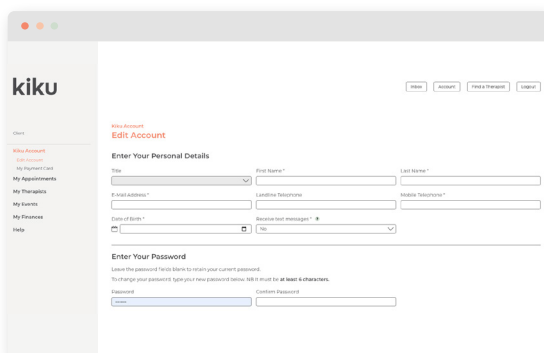 kiku
Inbox Account Find a Therapist Logout
Client
Kiku Account
Edit Account
My Payment Card
My Appointments
My Therapists
My Events
My Finances
Help
Kiku Account
Edit Account
Enter Your Personal Details
Title First Name * Last Name *
E-Mail Address * Landline Telephone Mobile Telephone *
Date of Birth * Receive text messages *
No
Enter Your Password
Leave the password fields blank to retain your current password.
To change your password, type your new password below. NB it must be at least 6 characters.
Password Confirm Password